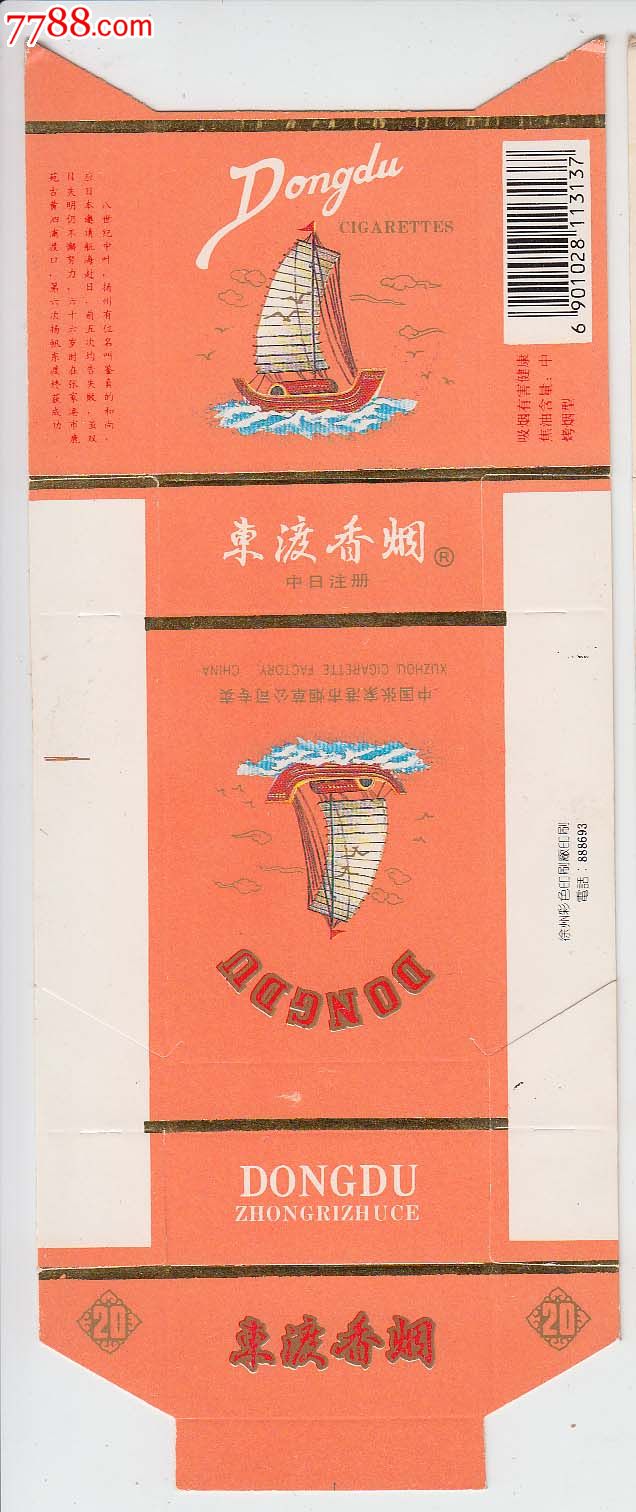 7788.com
Dongdu
CIGARETTES
八世纪中叶，扬州有位名叫鉴真的和尚，
应日本邀请航海赴日，前五次均告失败，至双
目失明仍不懈努力，六十六岁时在张家港市鹿
苑古黄泗浦渡口，第六次扬帆东渡终获成功
6 901028 113137
吸烟有害健康
焦油含量：中
烤烟型
東渡香烟®
中日注册
XUZHOU CIGARETTE FACTORY, CHINA
中国张家港市烟草公司专卖
DONGDU
徐州彩色印刷廠印刷
電話：888693
DONGDU
ZHONGRIZHUCE
20
東渡香烟
20